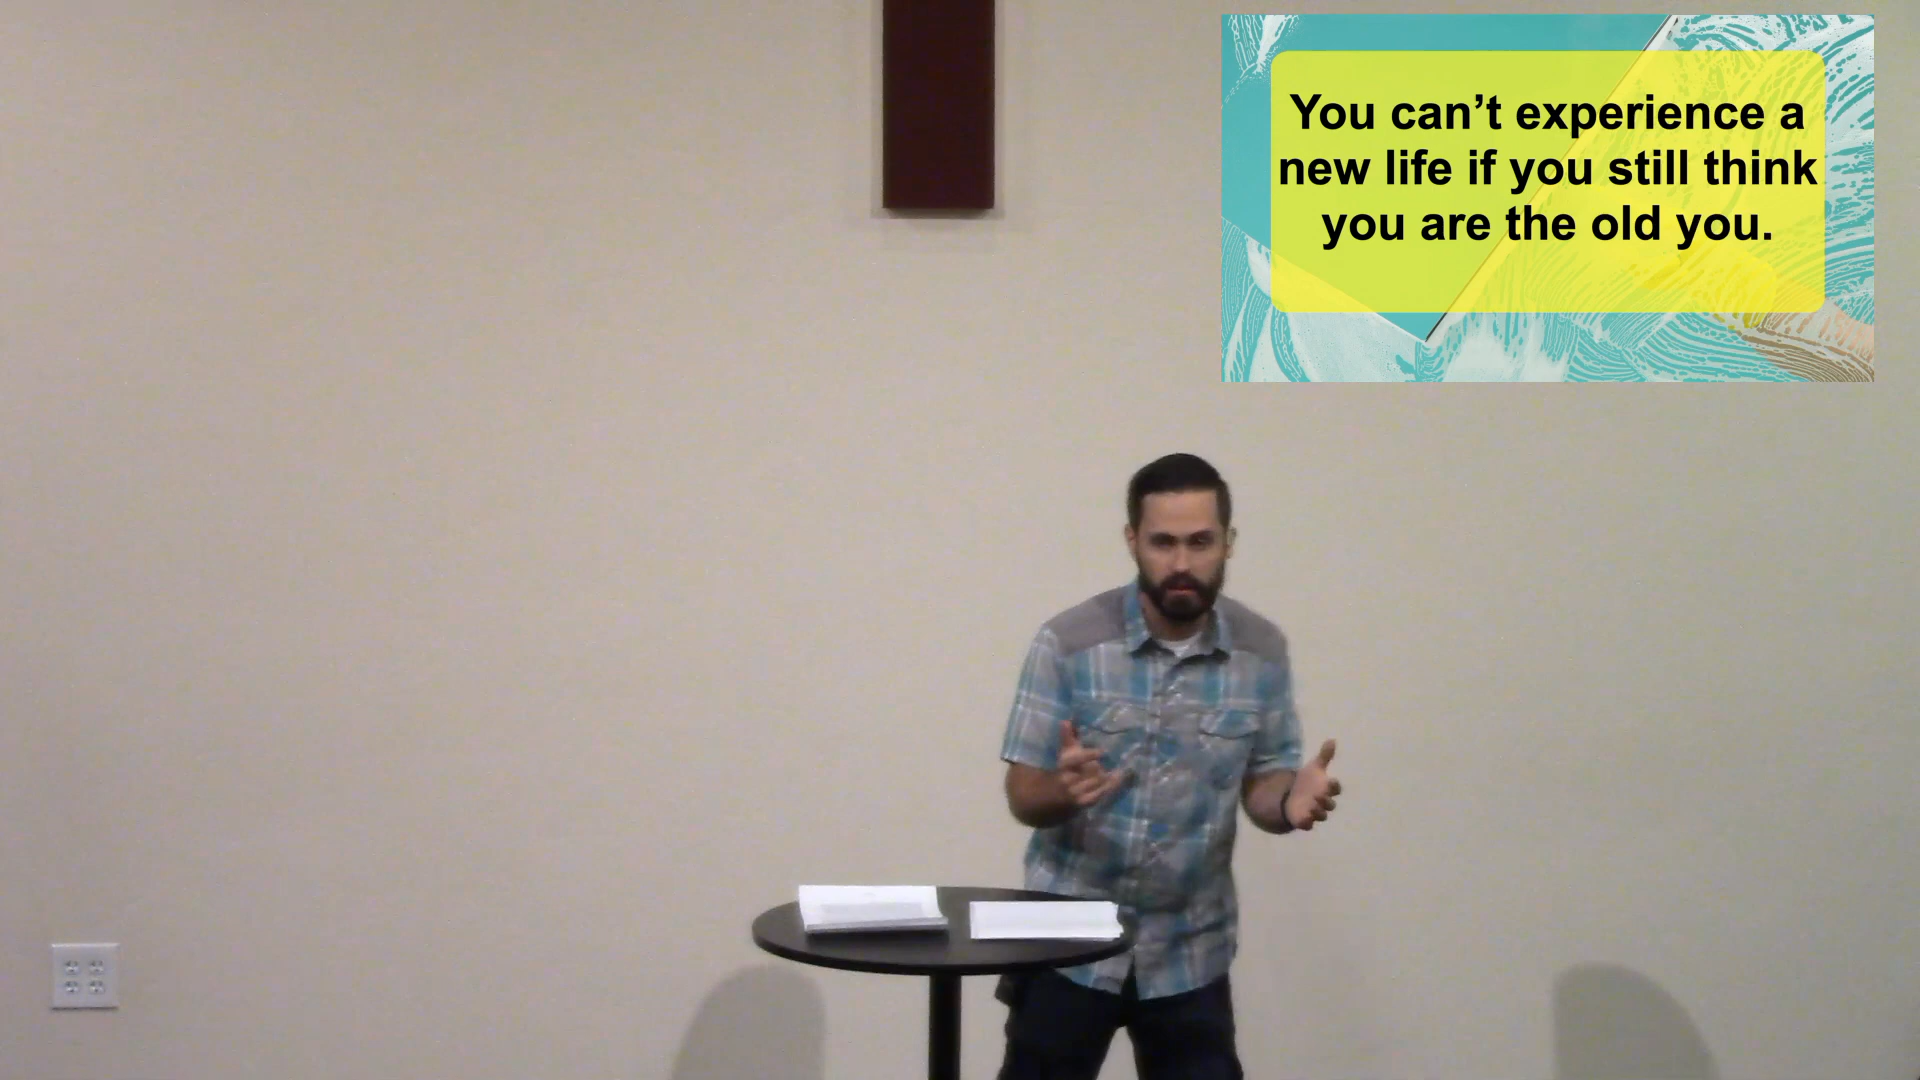 You can’t experience a
new life if you still think
you are the old you.